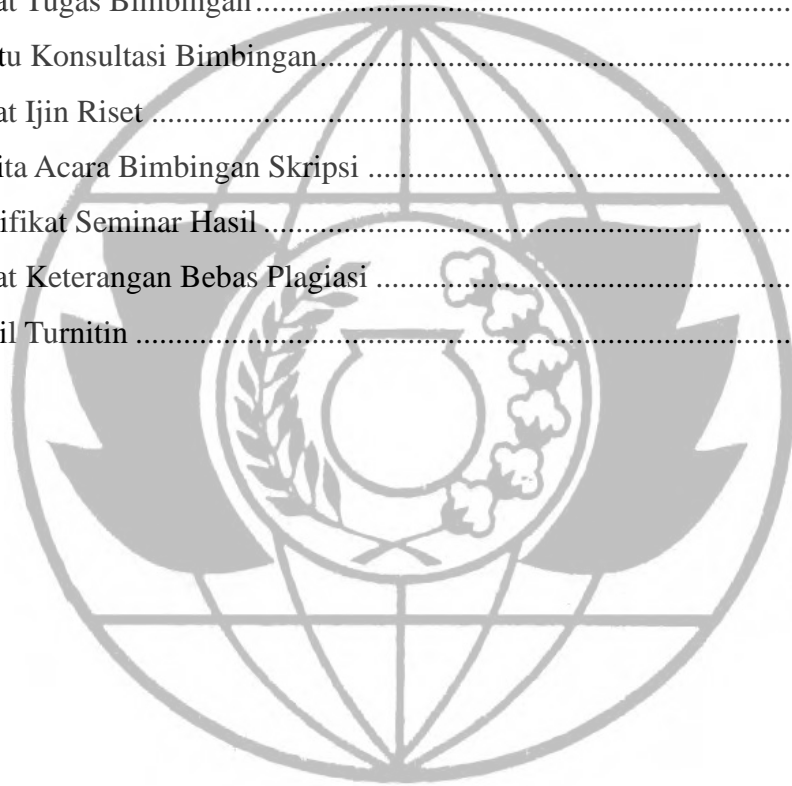 at Tugas Bimbingan...............................................................................
tu Konsultasi Bimbingan.....................................................................
at Ijin Riset ...............................................................................................
ita Acara Bimbingan Skripsi ..............................................................
ifikat Seminar Hasil .............................................................................
at Keterangan Bebas Plagiasi .............................................................
il Turnitin .................................................................................................